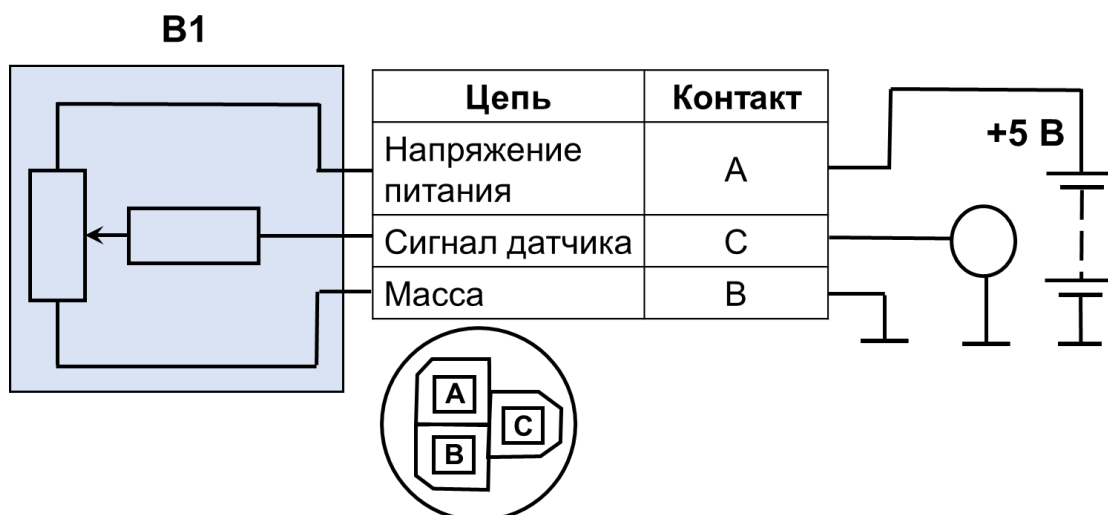 B1
Цепь Контакт
+5 В
Напряжение
питания
A
Сигнал датчика C
Масса B
A
C
B